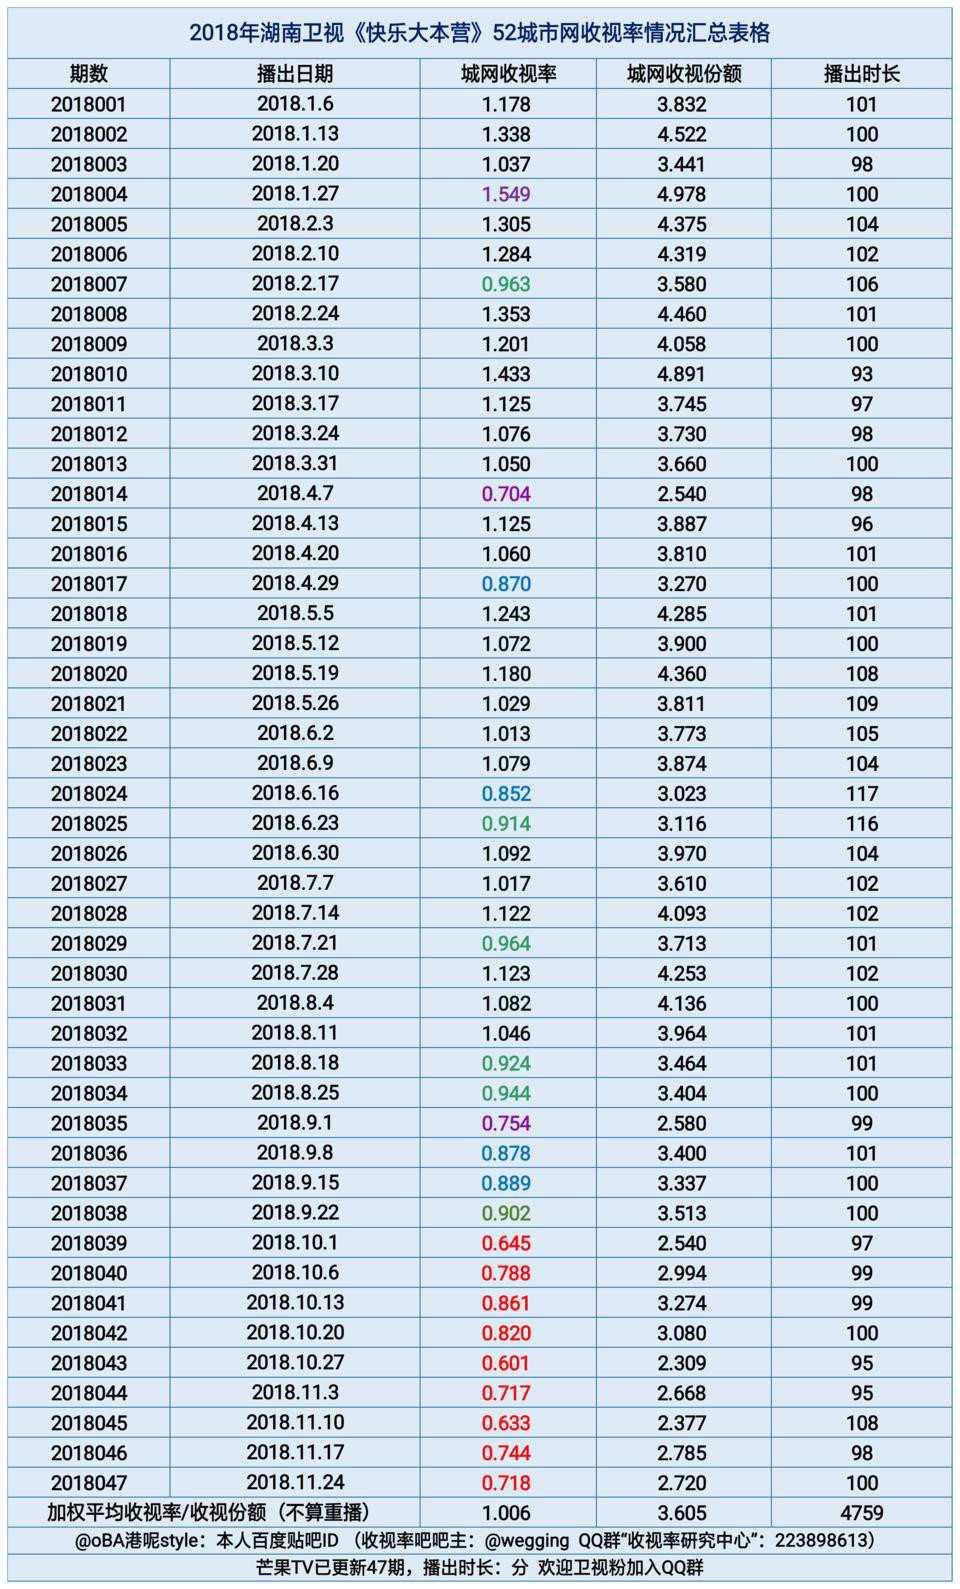 2018年湖南卫视《快乐大本营》52城市网收视率情况汇总表格
期数 播出日期 城网收视率 城网收视份额 播出时长
2018001 2018.1.6 1.178 3.832 101
2018002 2018.1.13 1.338 4.522 100
2018003 2018.1.20 1.037 3.441 98
2018004 2018.1.27 1.549 4.978 100
2018005 2018.2.3 1.305 4.375 104
2018006 2018.2.10 1.284 4.319 102
2018007 2018.2.17 0.963 3.580 106
2018008 2018.2.24 1.353 4.460 101
2018009 2018.3.3 1.201 4.058 100
2018010 2018.3.10 1.433 4.891 93
2018011 2018.3.17 1.125 3.745 97
2018012 2018.3.24 1.076 3.730 98
2018013 2018.3.31 1.050 3.660 100
2018014 2018.4.7 0.704 2.540 98
2018015 2018.4.13 1.125 3.887 96
2018016 2018.4.20 1.060 3.810 101
2018017 2018.4.29 0.870 3.270 100
2018018 2018.5.5 1.243 4.285 101
2018019 2018.5.12 1.072 3.900 100
2018020 2018.5.19 1.180 4.360 108
2018021 2018.5.26 1.029 3.811 109
2018022 2018.6.2 1.013 3.773 105
2018023 2018.6.9 1.079 3.874 104
2018024 2018.6.16 0.852 3.023 117
2018025 2018.6.23 0.914 3.116 116
2018026 2018.6.30 1.092 3.970 104
2018027 2018.7.7 1.017 3.610 102
2018028 2018.7.14 1.122 4.093 102
2018029 2018.7.21 0.964 3.713 101
2018030 2018.7.28 1.123 4.253 102
2018031 2018.8.4 1.082 4.136 100
2018032 2018.8.11 1.046 3.964 101
2018033 2018.8.18 0.924 3.464 101
2018034 2018.8.25 0.944 3.404 100
2018035 2018.9.1 0.754 2.580 99
2018036 2018.9.8 0.878 3.400 101
2018037 2018.9.15 0.889 3.337 100
2018038 2018.9.22 0.902 3.513 100
2018039 2018.10.1 0.645 2.540 97
2018040 2018.10.6 0.788 2.994 99
2018041 2018.10.13 0.861 3.274 99
2018042 2018.10.20 0.820 3.080 100
2018043 2018.10.27 0.601 2.309 95
2018044 2018.11.3 0.717 2.668 95
2018045 2018.11.10 0.633 2.377 108
2018046 2018.11.17 0.744 2.785 98
2018047 2018.11.24 0.718 2.720 100
加权平均收视率/收视份额（不算重播） 1.006 3.605 4759
@oBA港呢style：本人百度贴吧ID （收视率吧吧主：@wegging QQ群“收视率研究中心”：223898613）
芒果TV已更新47期，播出时长：分 欢迎卫视粉加入QQ群